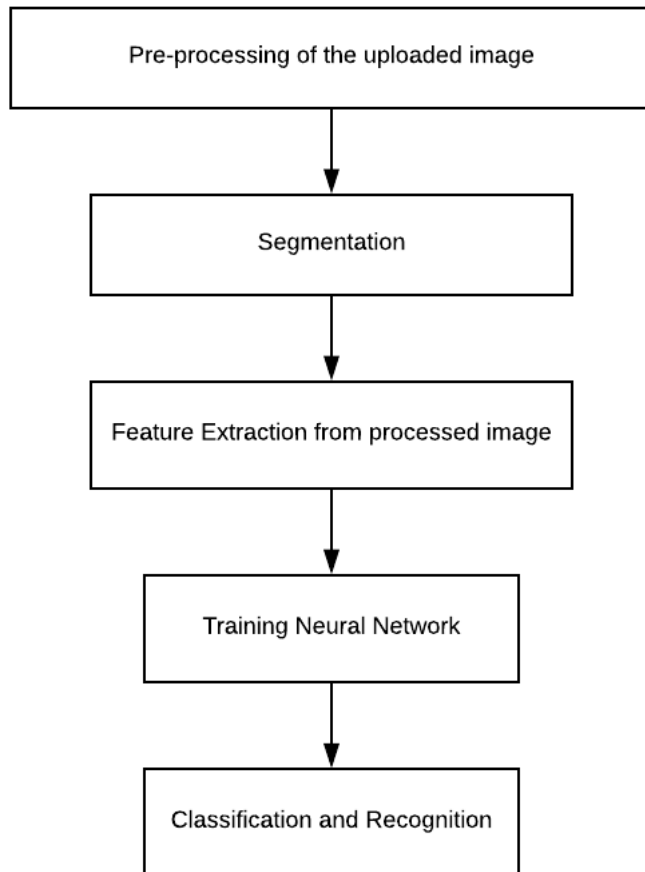 Pre-processing of the uploaded image
Segmentation
Feature Extraction from processed image
Training Neural Network
Classification and Recognition